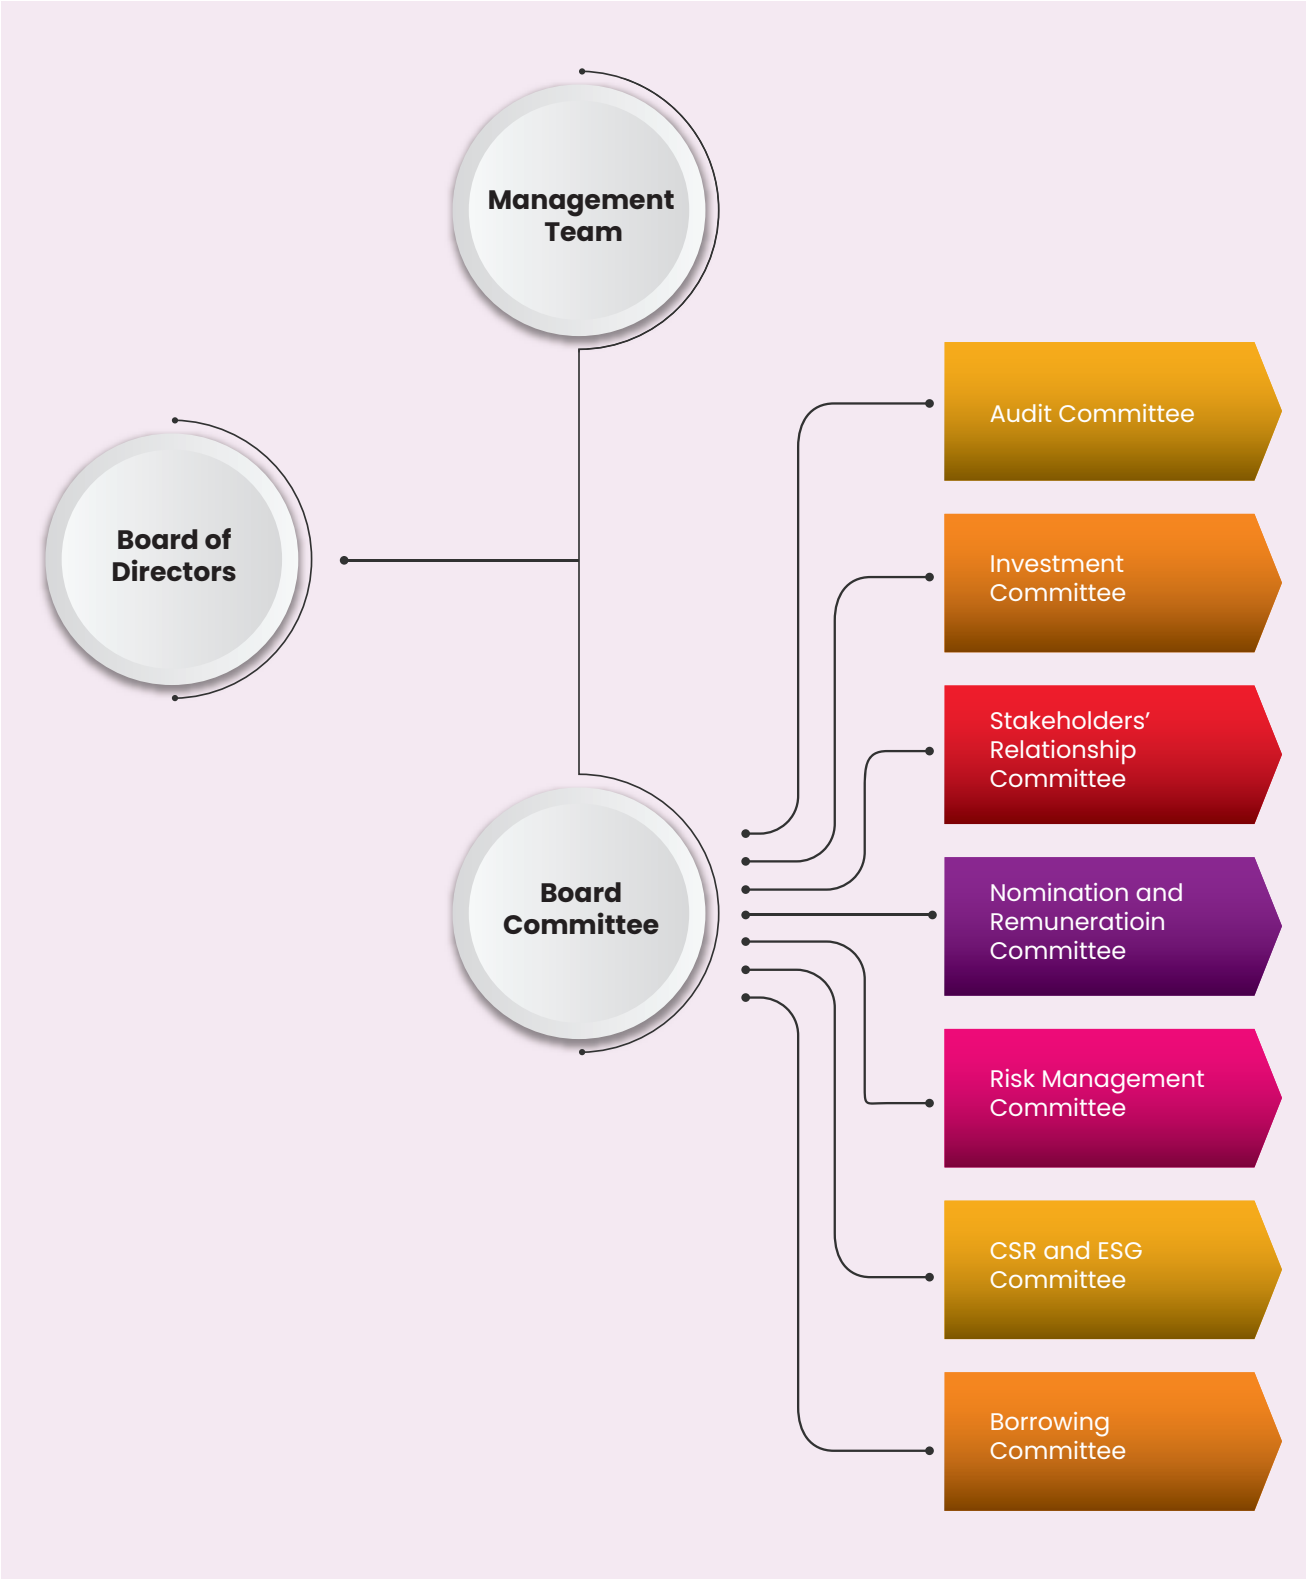 Management
Team
Board of
Directors
Board
Committee
Audit Committee
Investment
Committee
Stakeholders’
Relationship
Committee
Nomination and
Remuneratioin
Committee
Risk Management
Committee
CSR and ESG
Committee
Borrowing
Committee